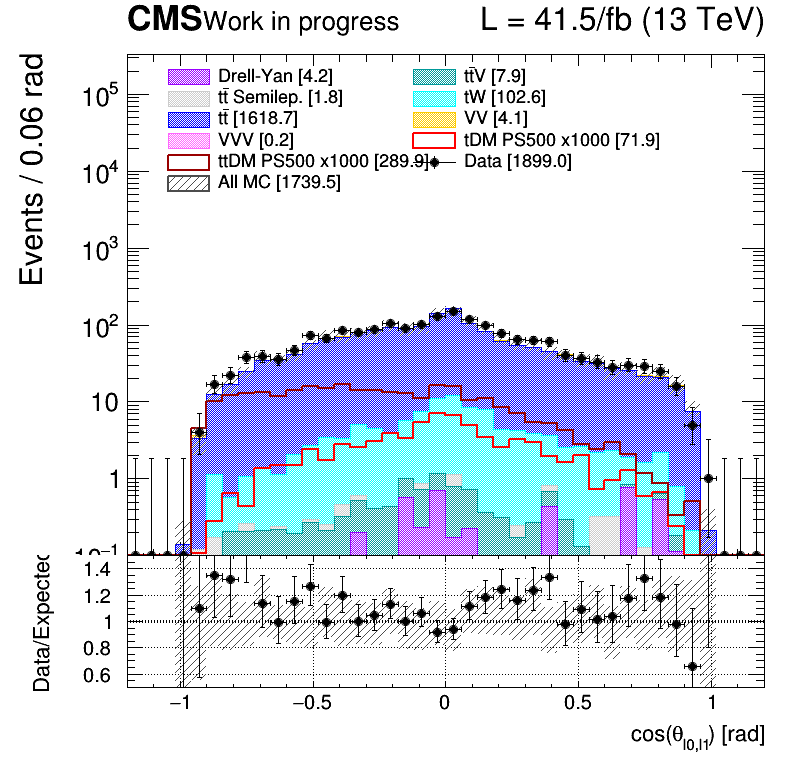 CMS Work in progress L = 41.5/fb (13 TeV)
Drell-Yan [4.2] tt̄V [7.9]
tt̄ Semilep. [1.8] tW [102.6]
tt̄ [1618.7] VV [4.1]
VVV [0.2] tDM PS500 x1000 [71.9]
ttDM PS500 x1000 [289.9] Data [1899.0]
All MC [1739.5]
Events / 0.06 rad
10⁵
10⁴
10³
10²
10
1
10⁻¹
Data/Expected
1.4
1.2
1
0.8
0.6
−1 −0.5 0 0.5 1
cos(θ_l0,l1) [rad]